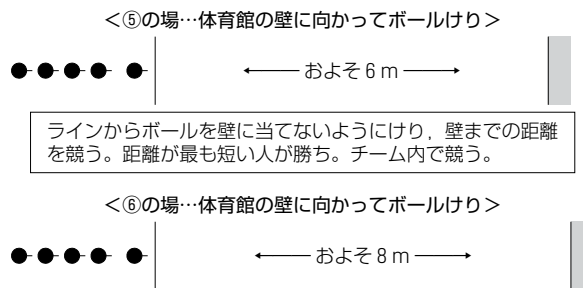 <⑤の場…体育館の壁に向かってボールけり>
およそ6m
ラインからボールを壁に当てないようにけり，壁までの距離
を競う。距離が最も短い人が勝ち。チーム内で競う。
<⑥の場…体育館の壁に向かってボールけり>
およそ8m